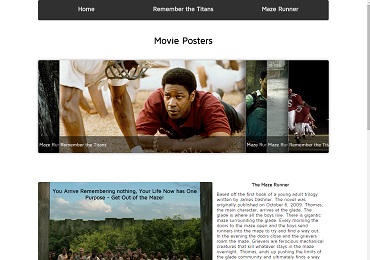 Home Remember the Titans Maze Runner
Movie Posters
Maze Ru Remember the Titans Maze Ru Maze Ru Remember the Tita
You Arrive Remembering nothing, Your Life Now has One
Purpose - Get Out of the Maze!
The Maze Runner
Based off the first book of a young adult trilogy
written by James Dashner. The novel was
originally published on October 6, 2009. Thomas,
the main character, arrives at the glade. The
glade is where all the boys live. There is gigantic
maze surrounding the glade. Every morning the
doors to the maze open and the boys send
runners into the maze to try and find a way out.
In the evening the doors close and the grievers
roam the maze. Grievers are ferocious mechanical
creatures that kill whatever stays in the maze
overnight. Thomas, ends up pushing the limits of
the glade community and ultimately finds a way